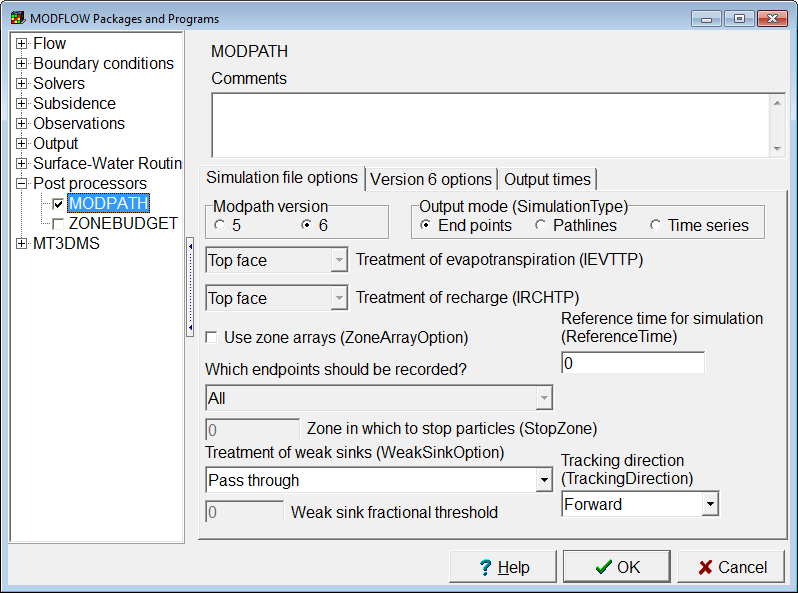 MODFLOW Packages and Programs
Flow
Boundary conditions
Solvers
Subsidence
Observations
Output
Surface-Water Routin
Post processors
MODPATH
ZONEBUDGET
MT3DMS
MODPATH
Comments
Simulation file options Version 6 options Output times
Modpath version
5 6
Output mode (SimulationType)
End points Pathlines Time series
Top face Treatment of evapotranspiration (IEVTTP)
Top face Treatment of recharge (IRCHTP)
Use zone arrays (ZoneArrayOption)
Reference time for simulation
(ReferenceTime)
0
Which endpoints should be recorded?
All
0 Zone in which to stop particles (StopZone)
Treatment of weak sinks (WeakSinkOption)
Pass through
0 Weak sink fractional threshold
Tracking direction
(TrackingDirection)
Forward
? Help OK Cancel